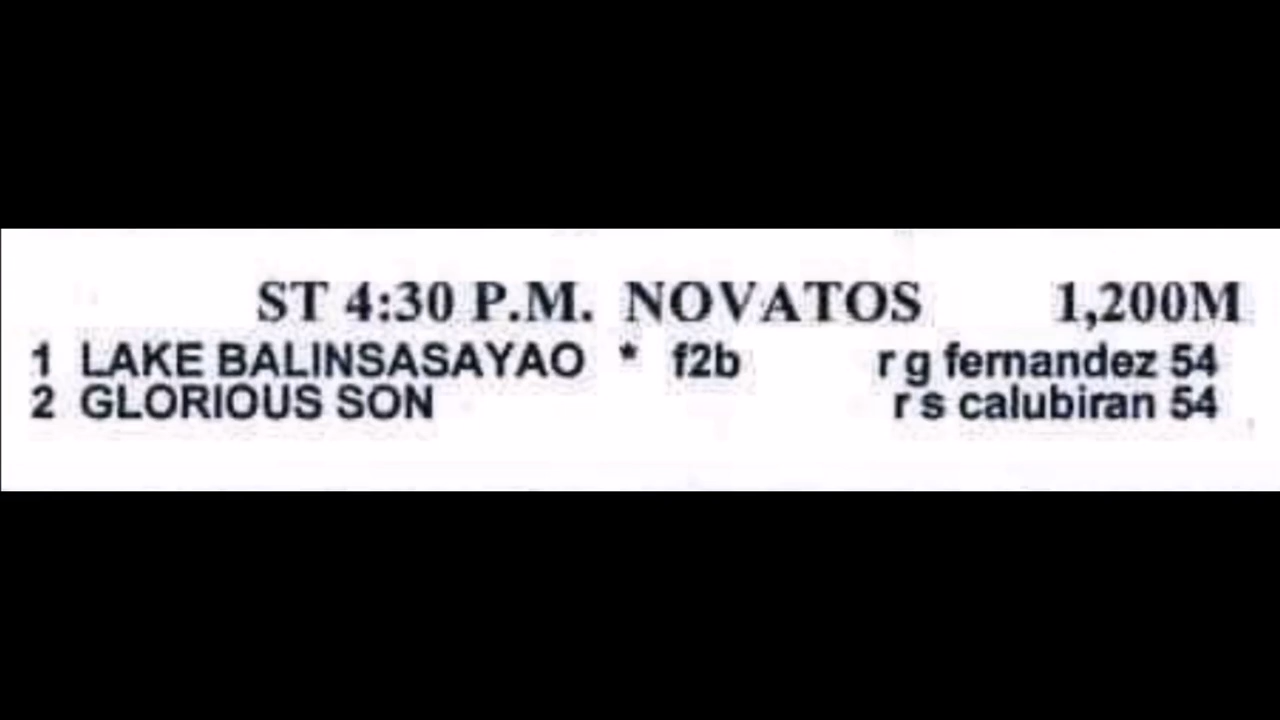 ST 4:30 P.M. NOVATOS 1,200M
1 LAKE BALINSASAYAO * f2b r g fernandez 54
2 GLORIOUS SON r s calubiran 54